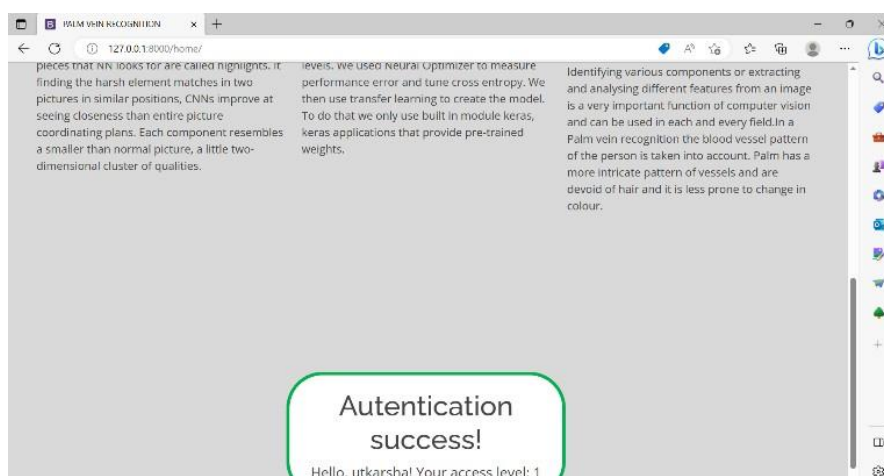 PALM VEIN RECOGNITION
127.0.0.1:8000/home/
pieces that NN looks for are called highlights. It
finding the harsh element matches in two
pictures in similar positions, CNNs improve at
seeing closeness than entire picture
coordinating plans. Each component resembles
a smaller than normal picture, a little two-
dimensional cluster of qualities.
levels. We used Neural Optimizer to measure
performance error and tune cross entropy. We
then use transfer learning to create the model.
To do that we only use built in module keras,
keras applications that provide pre-trained
weights.
Identifying various components or extracting
and analysing different features from an image
is a very important function of computer vision
and can be used in each and every field.In a
Palm vein recognition the blood vessel pattern
of the person is taken into account. Palm has a
more intricate pattern of vessels and are
devoid of hair and it is less prone to change in
colour.
Autentication
success!
Hello, utkarsha! Your access level: 1